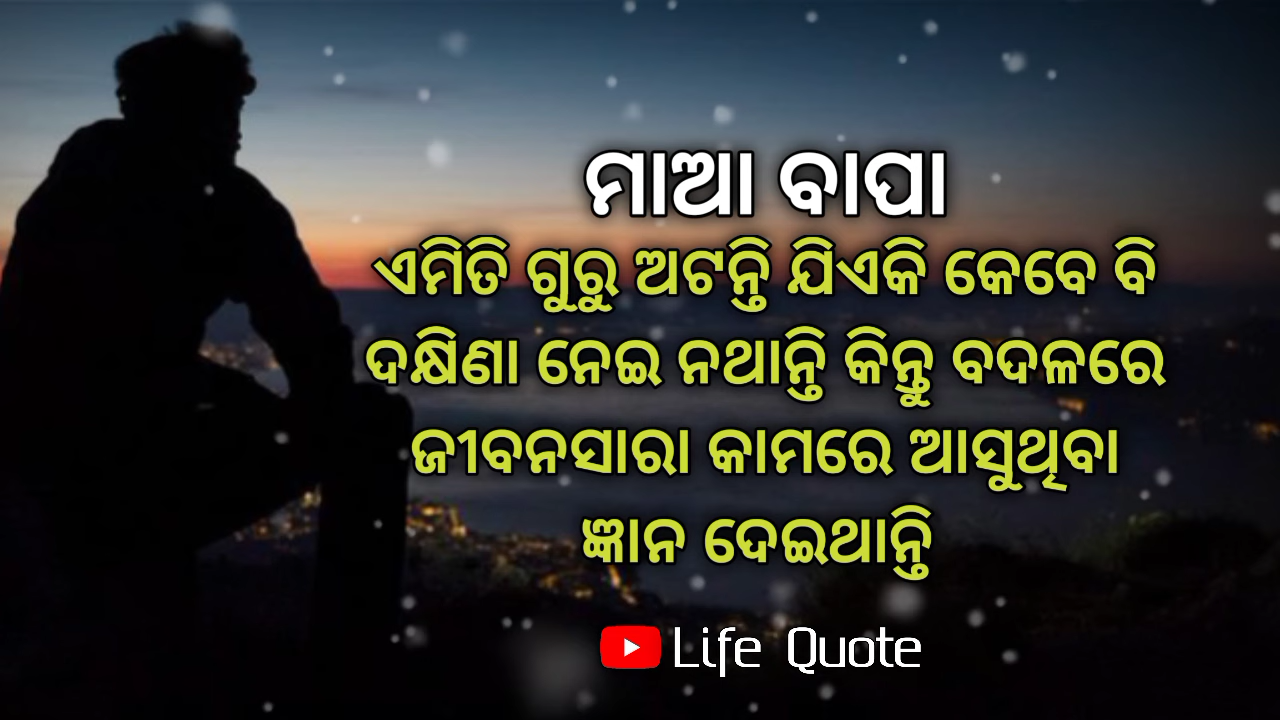 ମାଆ ବାପା
ଏମିତି ଗୁରୁ ଅଟନ୍ତି ଯିଏକି କେବେ ବି
ଦକ୍ଷିଣା ନେଇ ନଥାନ୍ତି କିନ୍ତୁ ବଦଳରେ
ଜୀବନସାରା କାମରେ ଆସୁଥିବା
ଜ୍ଞାନ ଦେଇଥାନ୍ତି
Life Quote